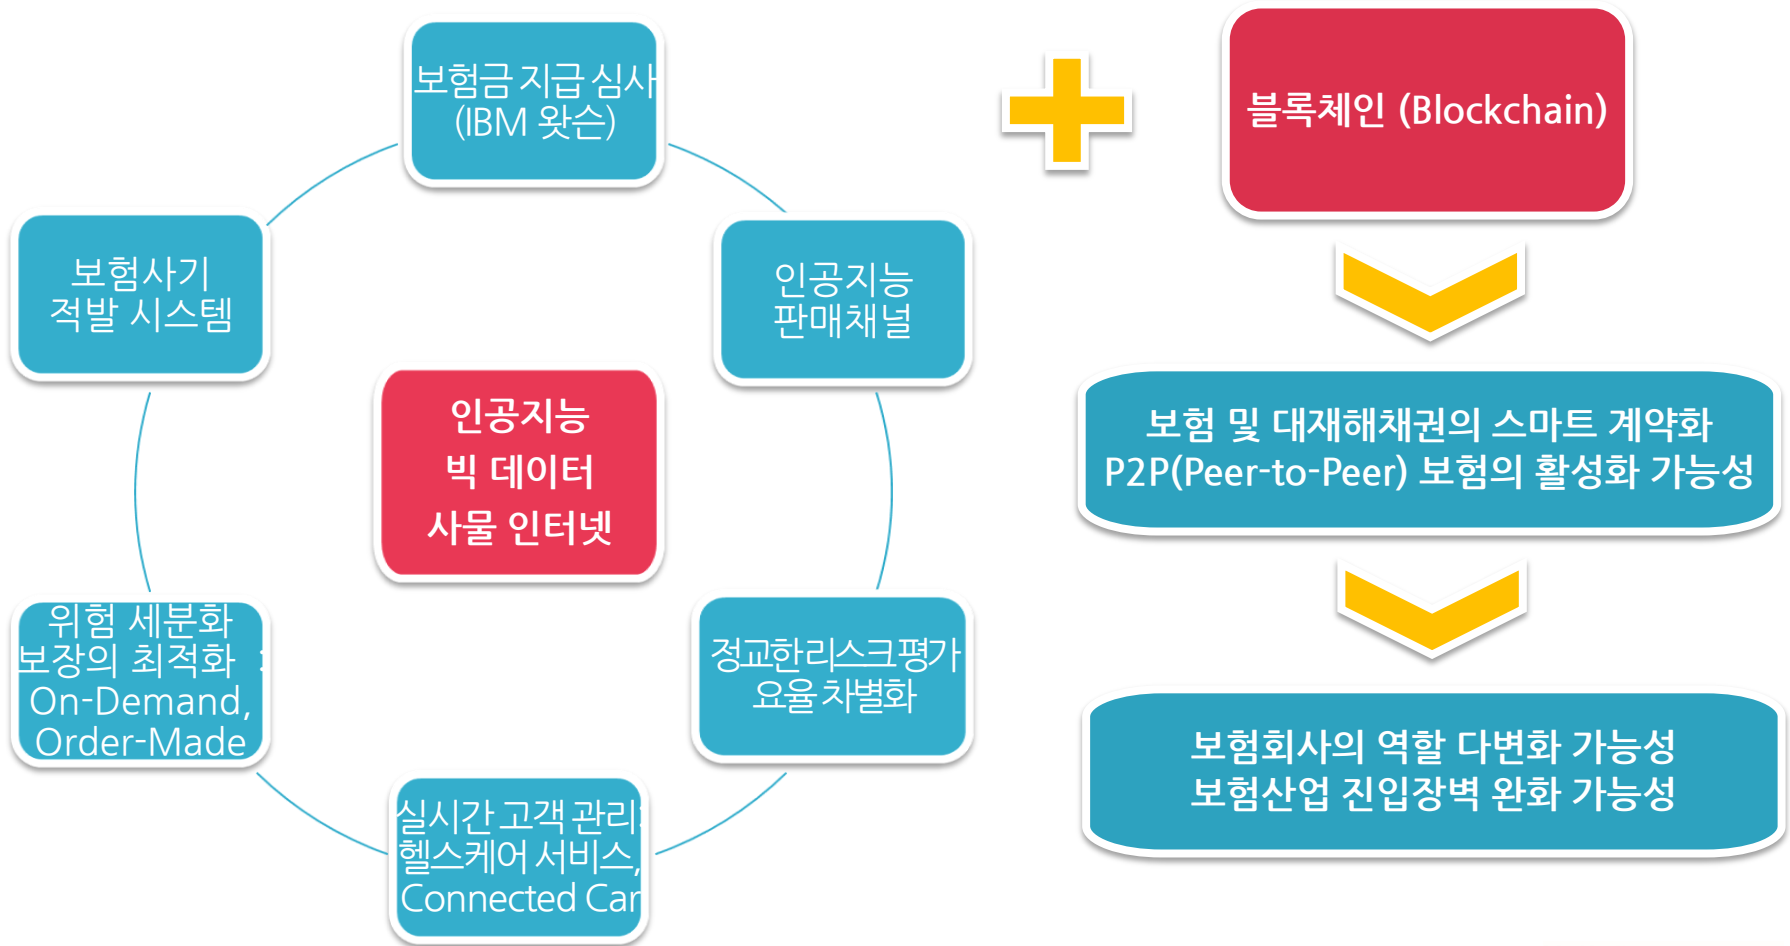 보험금 지급 심사
(IBM 왓슨)
인공지능
판매채널
정교한 리스크 평가
요율 차별화
실시간 고객 관리:
헬스케어 서비스,
Connected Car
위험 세분화
보장의 최적화 :
On-Demand,
Order-Made
보험사기
적발 시스템
인공지능
빅 데이터
사물 인터넷
블록체인 (Blockchain)
보험 및 대재해채권의 스마트 계약화
P2P(Peer-to-Peer) 보험의 활성화 가능성
보험회사의 역할 다변화 가능성
보험산업 진입장벽 완화 가능성